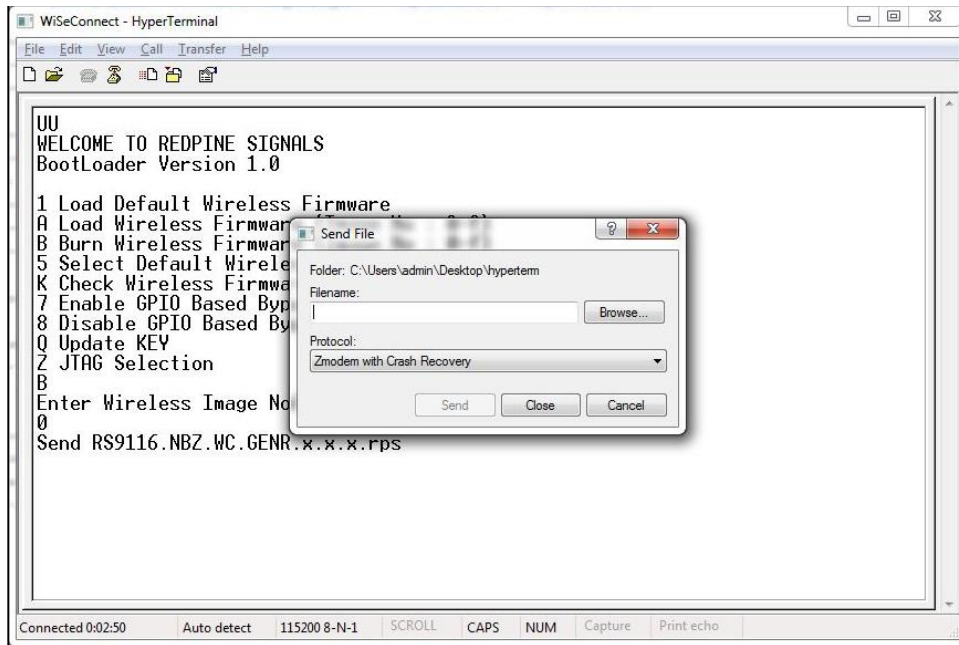 WiSeConnect - HyperTerminal
File Edit View Call Transfer Help
UU
WELCOME TO REDPINE SIGNALS
BootLoader Version 1.0
1 Load Default Wireless Firmware
A Load Wireless Firmwar
B Burn Wireless Firmwar
5 Select Default Wirele
K Check Wireless Firmwa
7 Enable GPIO Based Byp
8 Disable GPIO Based By
Q Update KEY
Z JTAG Selection
B
Enter Wireless Image No
0
Send RS9116.NBZ.WC.GENR.x.x.x.rps
Send File
Folder: C:\Users\admin\Desktop\hyperterm
Filename:
Browse...
Protocol:
Zmodem with Crash Recovery
Send Close Cancel
Connected 0:02:50 Auto detect 115200 8-N-1 SCROLL CAPS NUM Capture Print echo